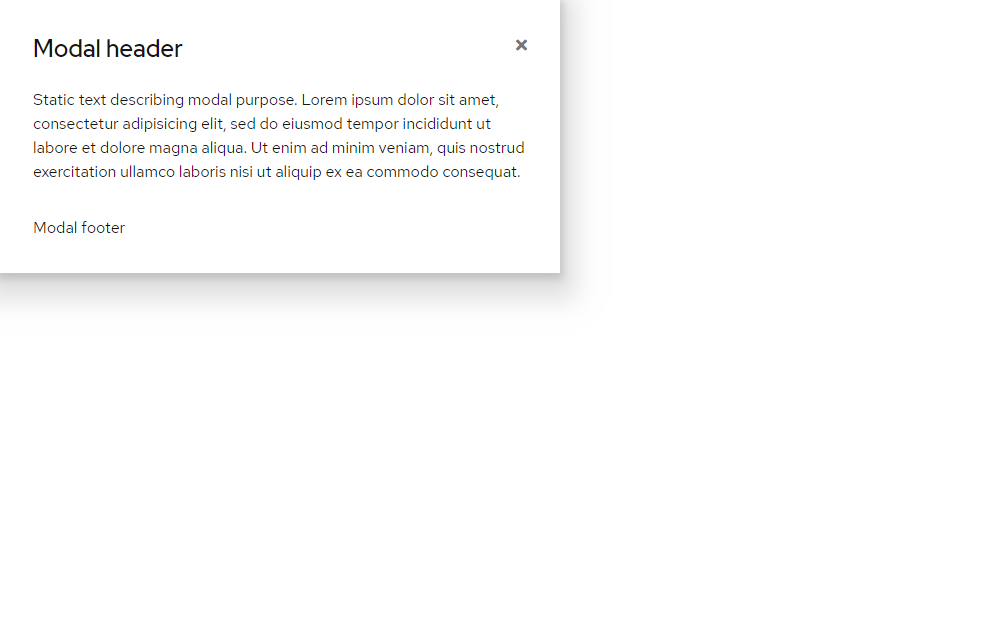 Modal header
Static text describing modal purpose. Lorem ipsum dolor sit amet,
consectetur adipisicing elit, sed do eiusmod tempor incididunt ut
labore et dolore magna aliqua. Ut enim ad minim veniam, quis nostrud
exercitation ullamco laboris nisi ut aliquip ex ea commodo consequat.
Modal footer